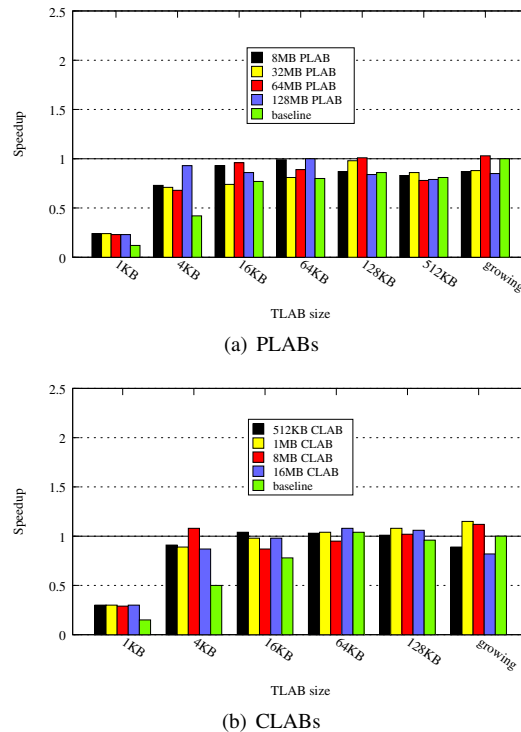 2.5
8MB PLAB
32MB PLAB
2
64MB PLAB
128MB PLAB
baseline
1.5
Speedup
1
0.5
0
1KB
4KB
16KB
64KB
128KB
512KB
growing
TLAB size
(a) PLABs
2.5
512KB CLAB
1MB CLAB
2
8MB CLAB
16MB CLAB
baseline
1.5
Speedup
1
0.5
0
1KB
4KB
16KB
64KB
128KB
growing
TLAB size
(b) CLABs